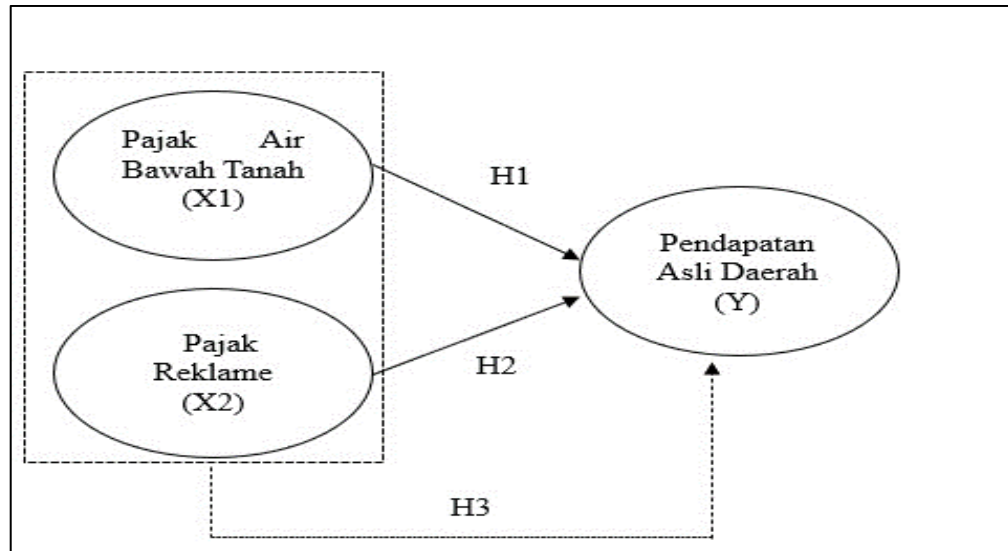 Pajak Air
Bawah Tanah
(X1)
H1
Pendapatan
Asli Daerah
(Y)
Pajak
Reklame
(X2)
H2
H3